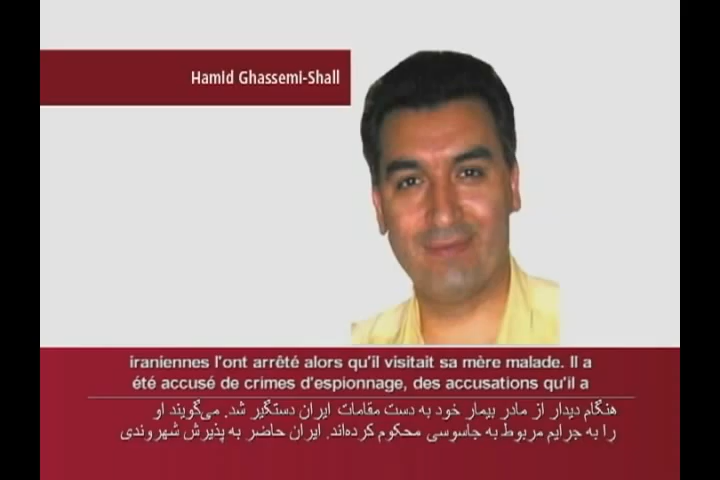 Hamid Ghassemi-Shall
iraniennes l'ont arrêté alors qu'il visitait sa mère malade. Il a
été accusé de crimes d'espionnage, des accusations qu'il a
هنگام دیدار از مادر بیمار خود به دست مقامات ایران دستگیر شد. می‌گویند او
را به جرایم مربوط به جاسوسی محکوم کرده‌اند. ایران حاضر به پذیرش شهروندی